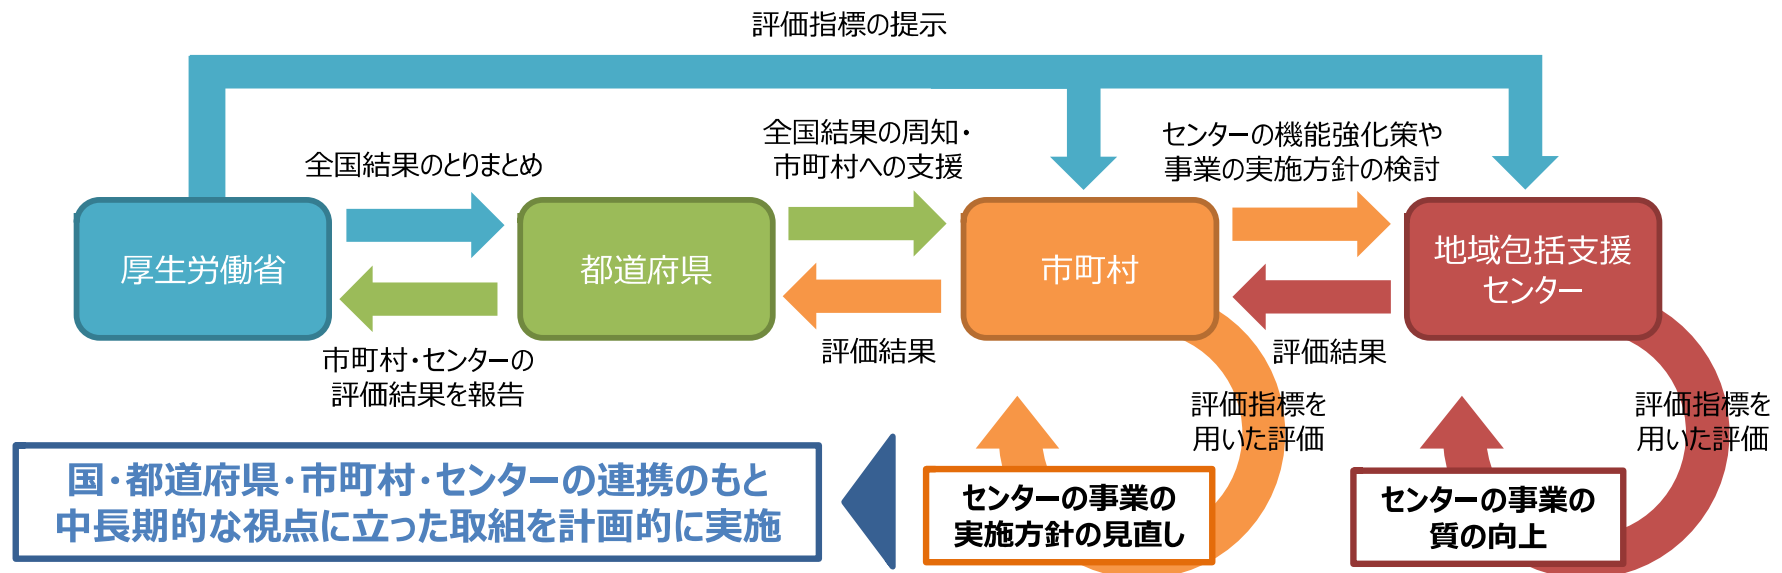 評価指標の提示
全国結果のとりまとめ
全国結果の周知・
市町村への支援
センターの機能強化策や
事業の実施方針の検討
厚生労働省
都道府県
市町村
地域包括支援
センター
市町村・センターの
評価結果を報告
評価結果
評価結果
評価指標を
用いた評価
評価指標を
用いた評価
国・都道府県・市町村・センターの連携のもと
中長期的な視点に立った取組を計画的に実施
センターの事業の
実施方針の見直し
センターの事業の
質の向上